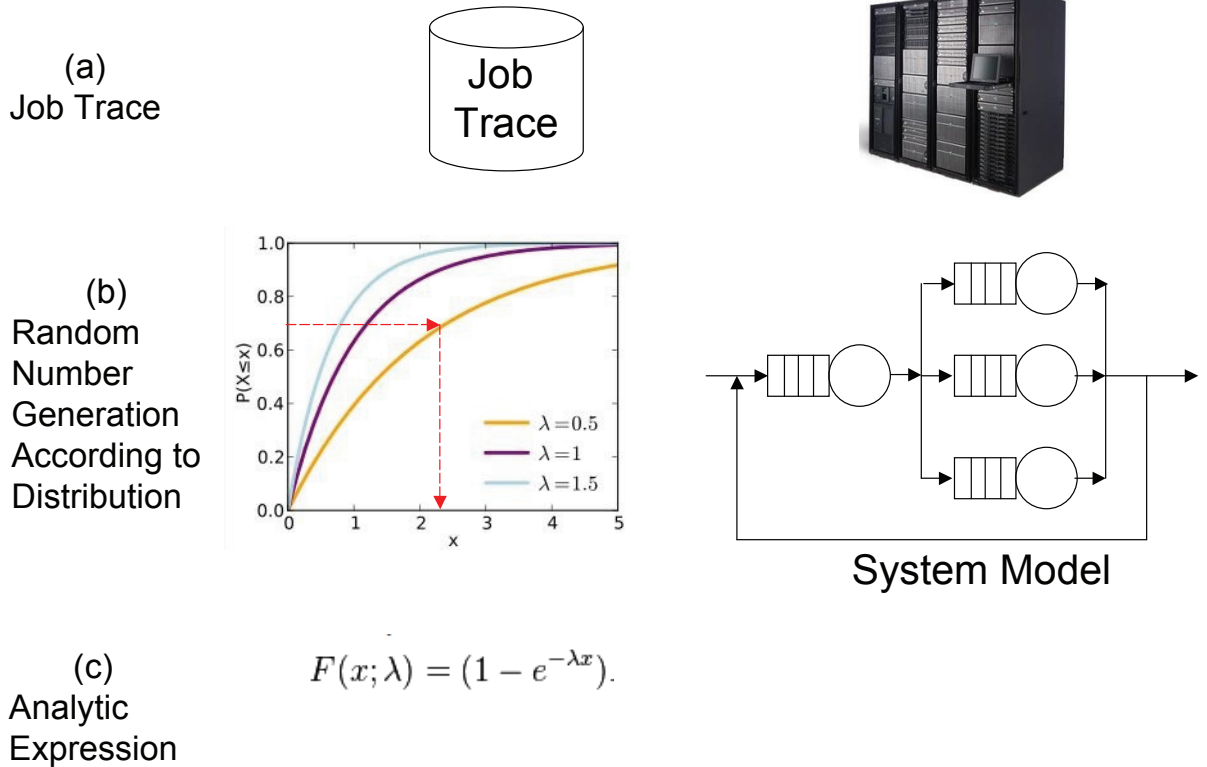 (a)
Job Trace
Job
Trace
(b)
Random
Number
Generation
According to
Distribution
P(X≤x)
1.0
0.8
0.6
0.4
0.2
0.0
0
1
2
3
4
5
x
λ=0.5
λ=1
λ=1.5
System Model
(c)
Analytic
Expression
F(x; λ) = (1 − e^{−λx}).